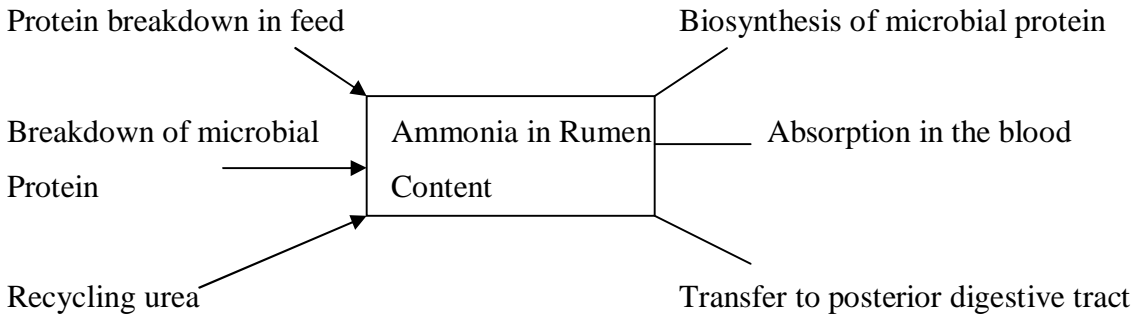 Protein breakdown in feed
Biosynthesis of microbial protein
Breakdown of microbial
Protein
Ammonia in Rumen
Content
Absorption in the blood
Recycling urea
Transfer to posterior digestive tract